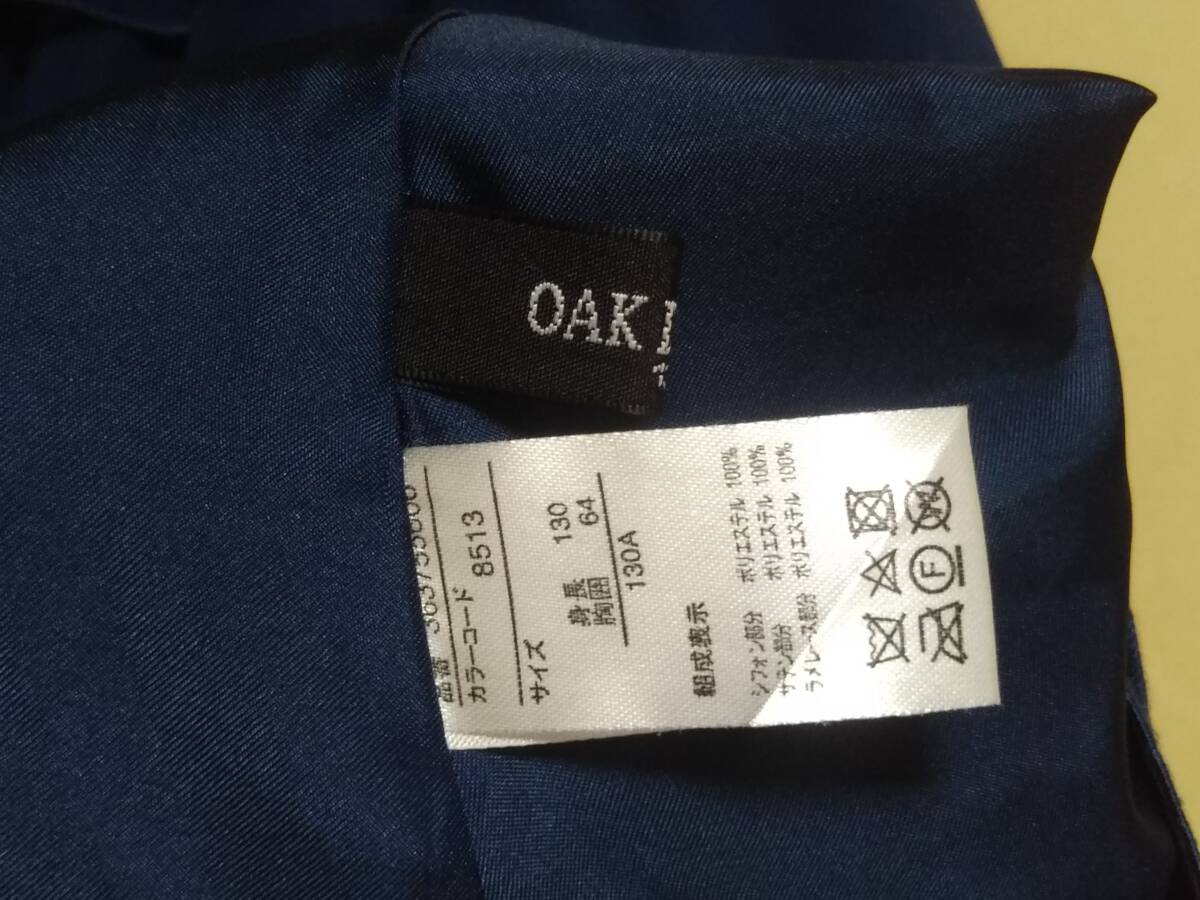 OAK
カラーコード
8513
サイズ
身長 130
胸囲 64
130A
組成表示
シフォン部分 ポリエステル 100%
サテン部分 ポリエステル 100%
ラメレース部分 ポリエステル 100%
F
W